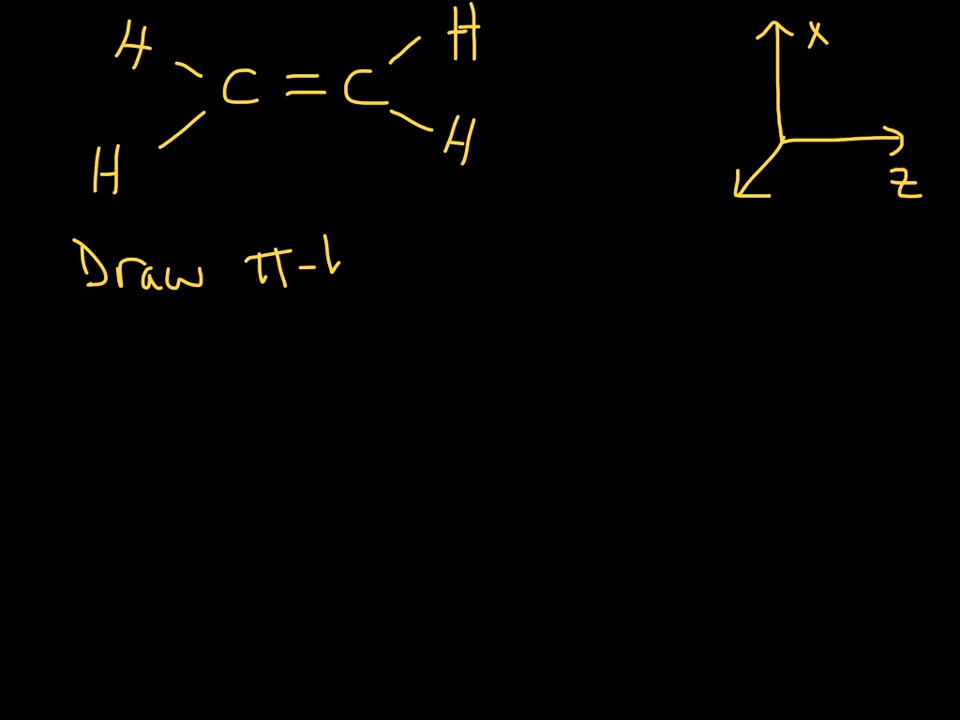 H H
C = C
H H
x
z
Draw π-